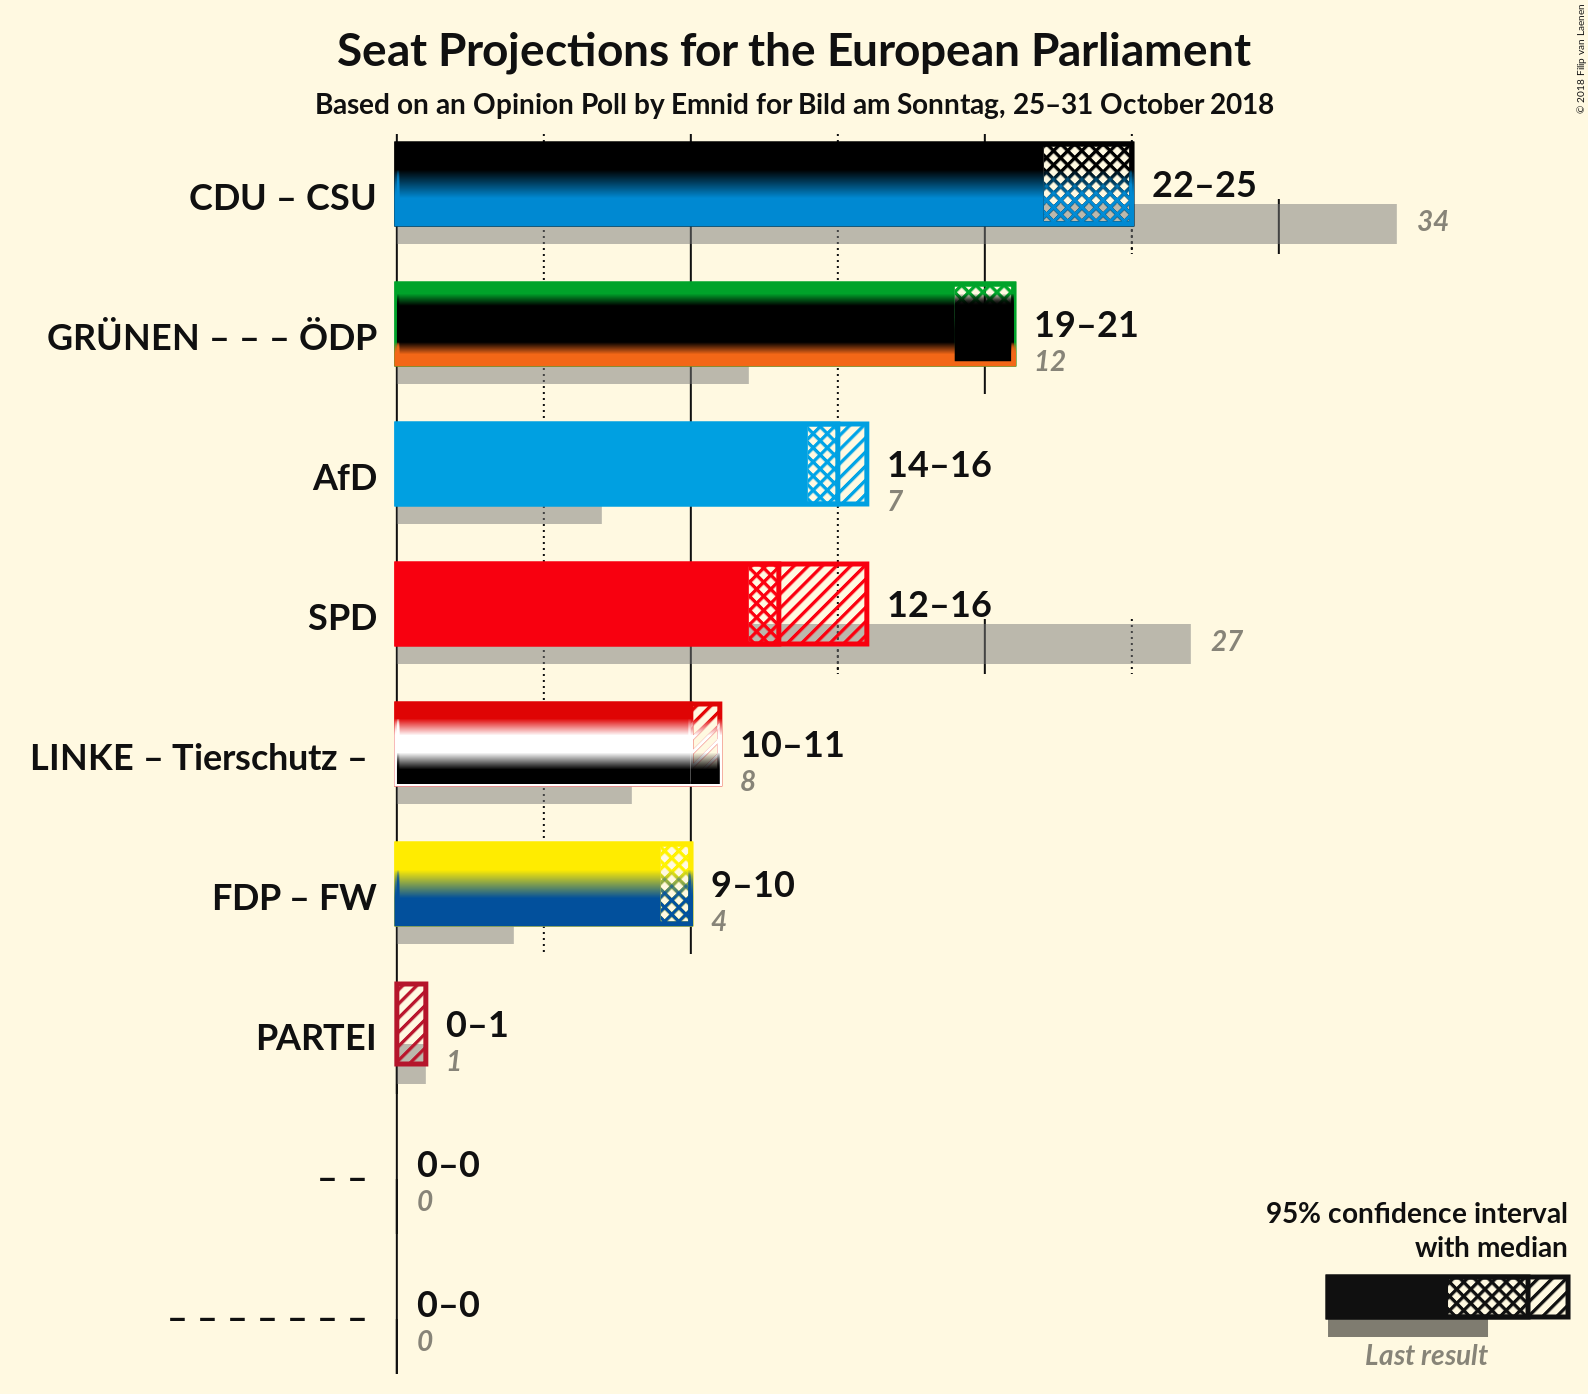 Seat Projections for the European Parliament
Based on an Opinion Poll by Emnid for Bild am Sonntag, 25–31 October 2018
© 2018 Filip van Laenen
CDU – CSU
22–25
34
GRÜNEN – – – ÖDP
19–21
12
AfD
14–16
7
SPD
12–16
27
LINKE – Tierschutz –
10–11
8
FDP – FW
9–10
4
PARTEI
0–1
1
– –
0–0
0
– – – – – – –
0–0
0
95% confidence interval
with median
Last result